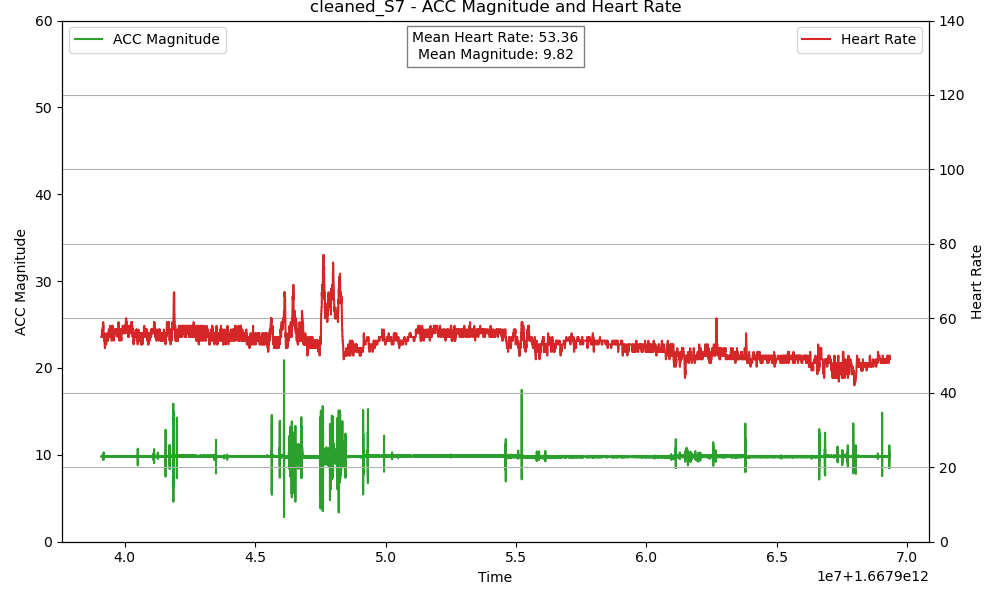 cleaned_S7 - ACC Magnitude and Heart Rate
ACC Magnitude
Mean Heart Rate: 53.36
Mean Magnitude: 9.82
Heart Rate
60
50
40
30
20
10
0
ACC Magnitude
140
120
100
80
60
40
20
0
Heart Rate
4.0 4.5 5.0 5.5 6.0 6.5 7.0
Time
1e7+1.6679e12